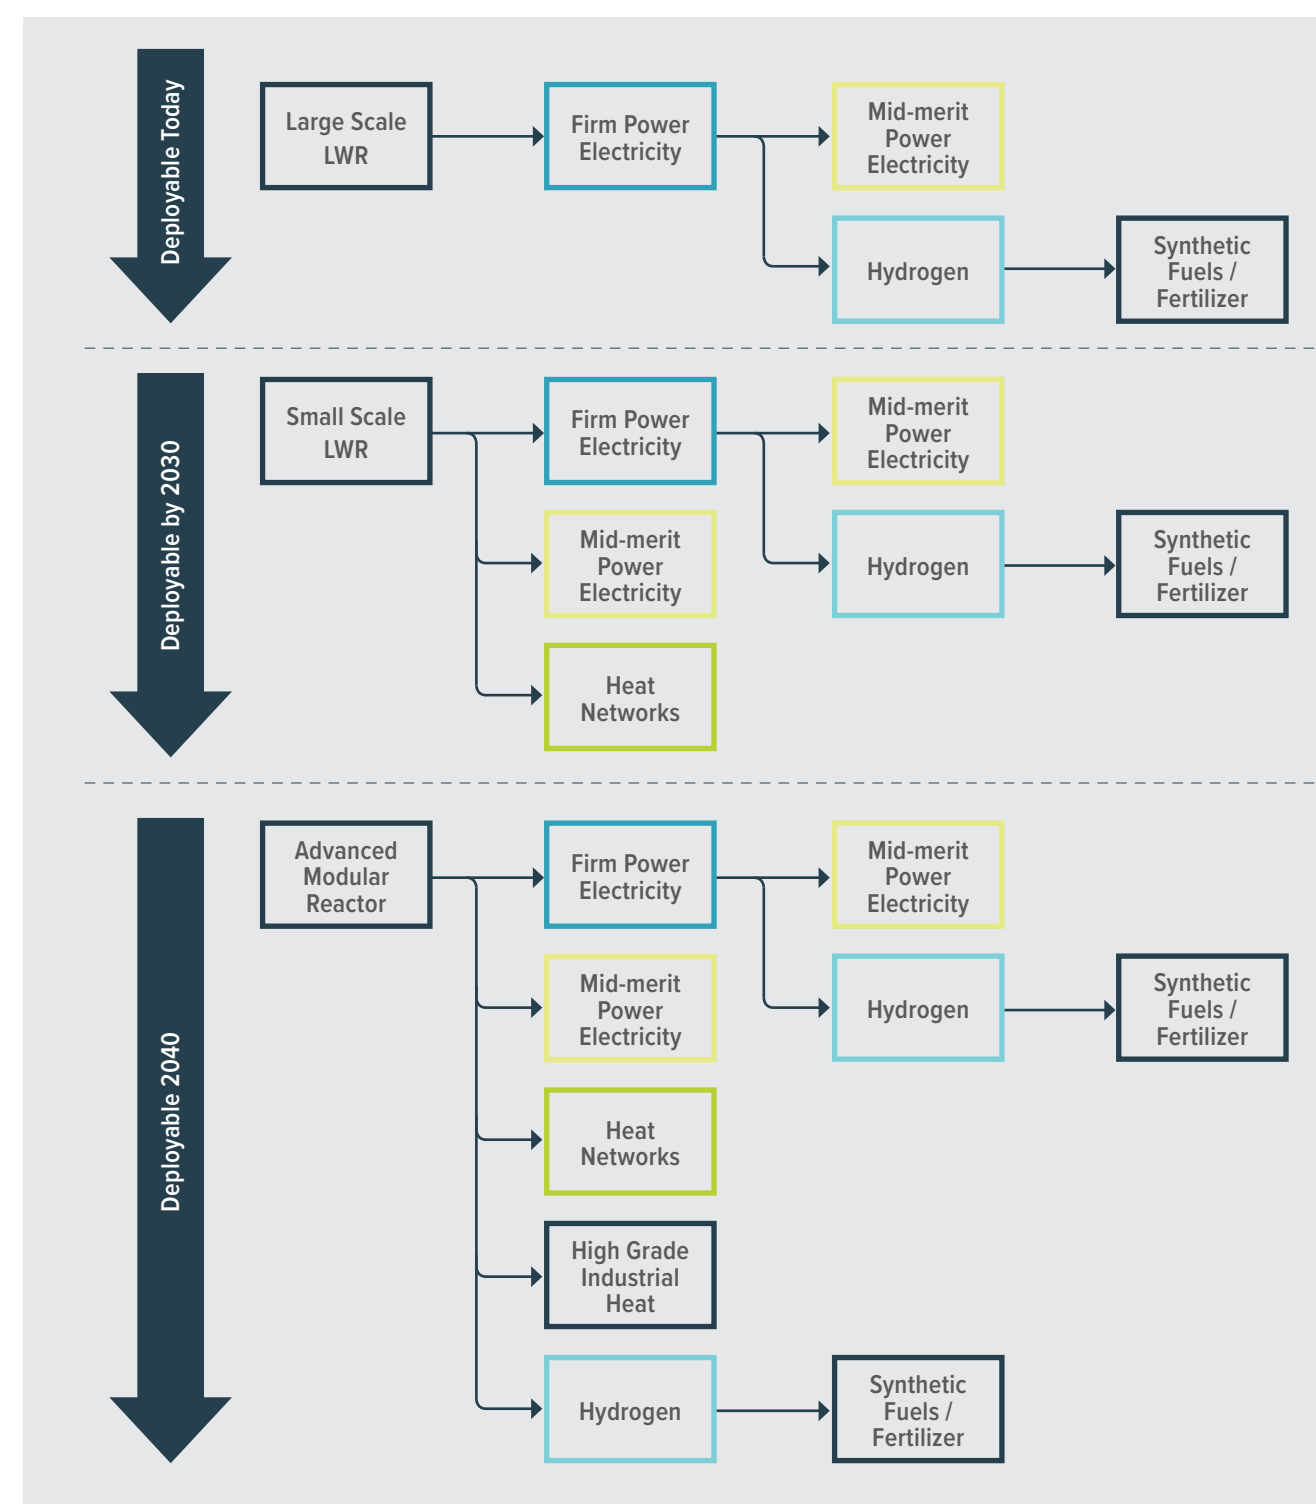 Deployable Today
Large Scale
LWR
Firm Power
Electricity
Mid-merit
Power
Electricity
Hydrogen
Synthetic
Fuels /
Fertilizer
Deployable by 2030
Small Scale
LWR
Firm Power
Electricity
Mid-merit
Power
Electricity
Mid-merit
Power
Electricity
Hydrogen
Synthetic
Fuels /
Fertilizer
Heat
Networks
Deployable 2040
Advanced
Modular
Reactor
Firm Power
Electricity
Mid-merit
Power
Electricity
Mid-merit
Power
Electricity
Hydrogen
Synthetic
Fuels /
Fertilizer
Heat
Networks
High Grade
Industrial
Heat
Hydrogen
Synthetic
Fuels /
Fertilizer